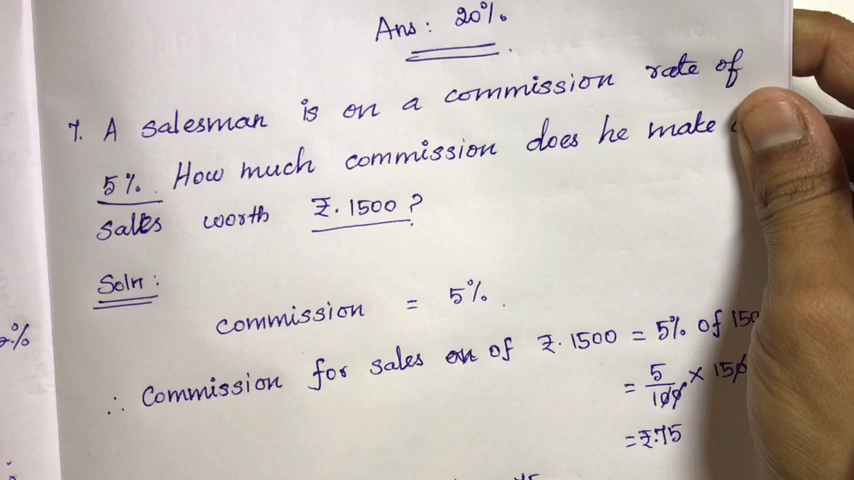 Ans: 20%.
7. A salesman is on a commission rate of
5%. How much commission does he make
sales worth ₹.1500?
Soln:
commission = 5%.
∴ Commission for sales on of ₹.1500 = 5% of 150
= 5/100 × 150
= ₹.75